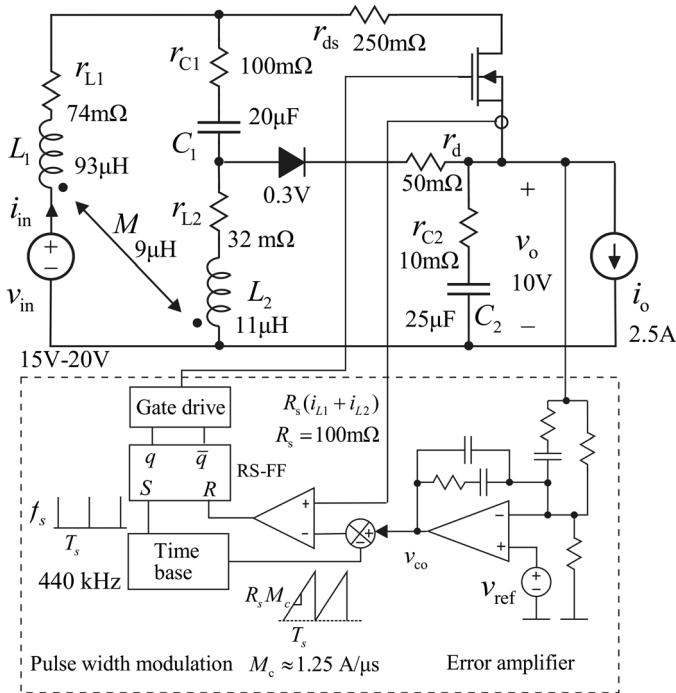 r_ds
250mΩ
r_C1
100mΩ
r_L1
74mΩ
20μF
C_1
L_1
93μH
r_d
50mΩ
0.3V
i_in
M
9μH
r_L2
32 mΩ
r_C2
10mΩ
+
v_o
10V
−
+
−
v_in
L_2
11μH
25μF
C_2
i_o
2.5A
15V-20V
Gate drive
R_s(i_L1 + i_L2)
R_s = 100mΩ
q
q̅
RS-FF
S
R
f_s
T_s
+
−
+
−
−
+
v_co
Time
base
440 kHz
R_s M_c
T_s
v_ref
+
−
Pulse width modulation M_c ≈1.25 A/μs
Error amplifier